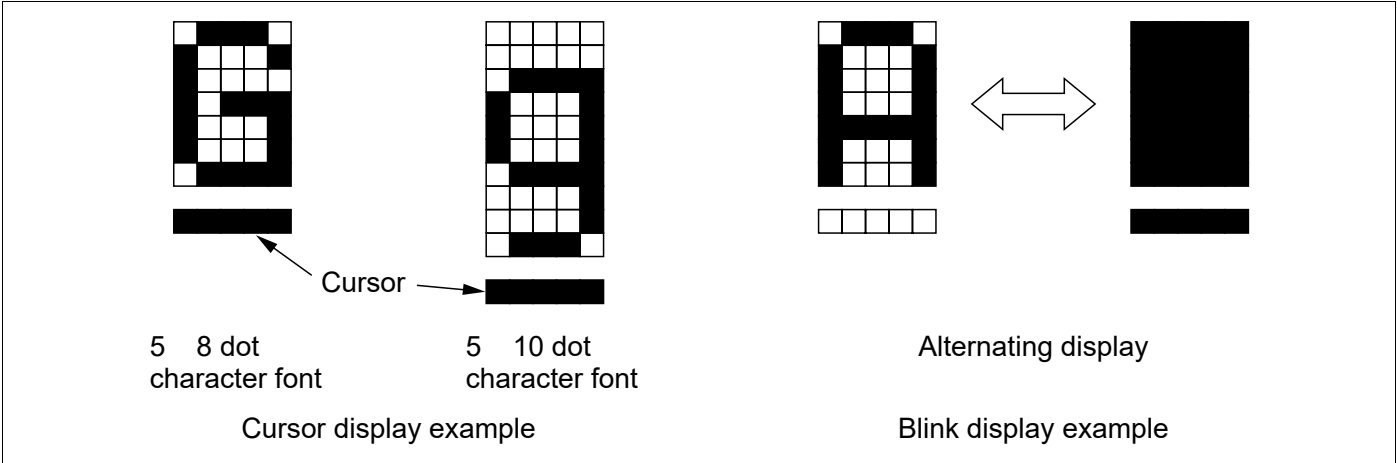 Cursor
5 8 dot
character font
5 10 dot
character font
Alternating display
Cursor display example
Blink display example